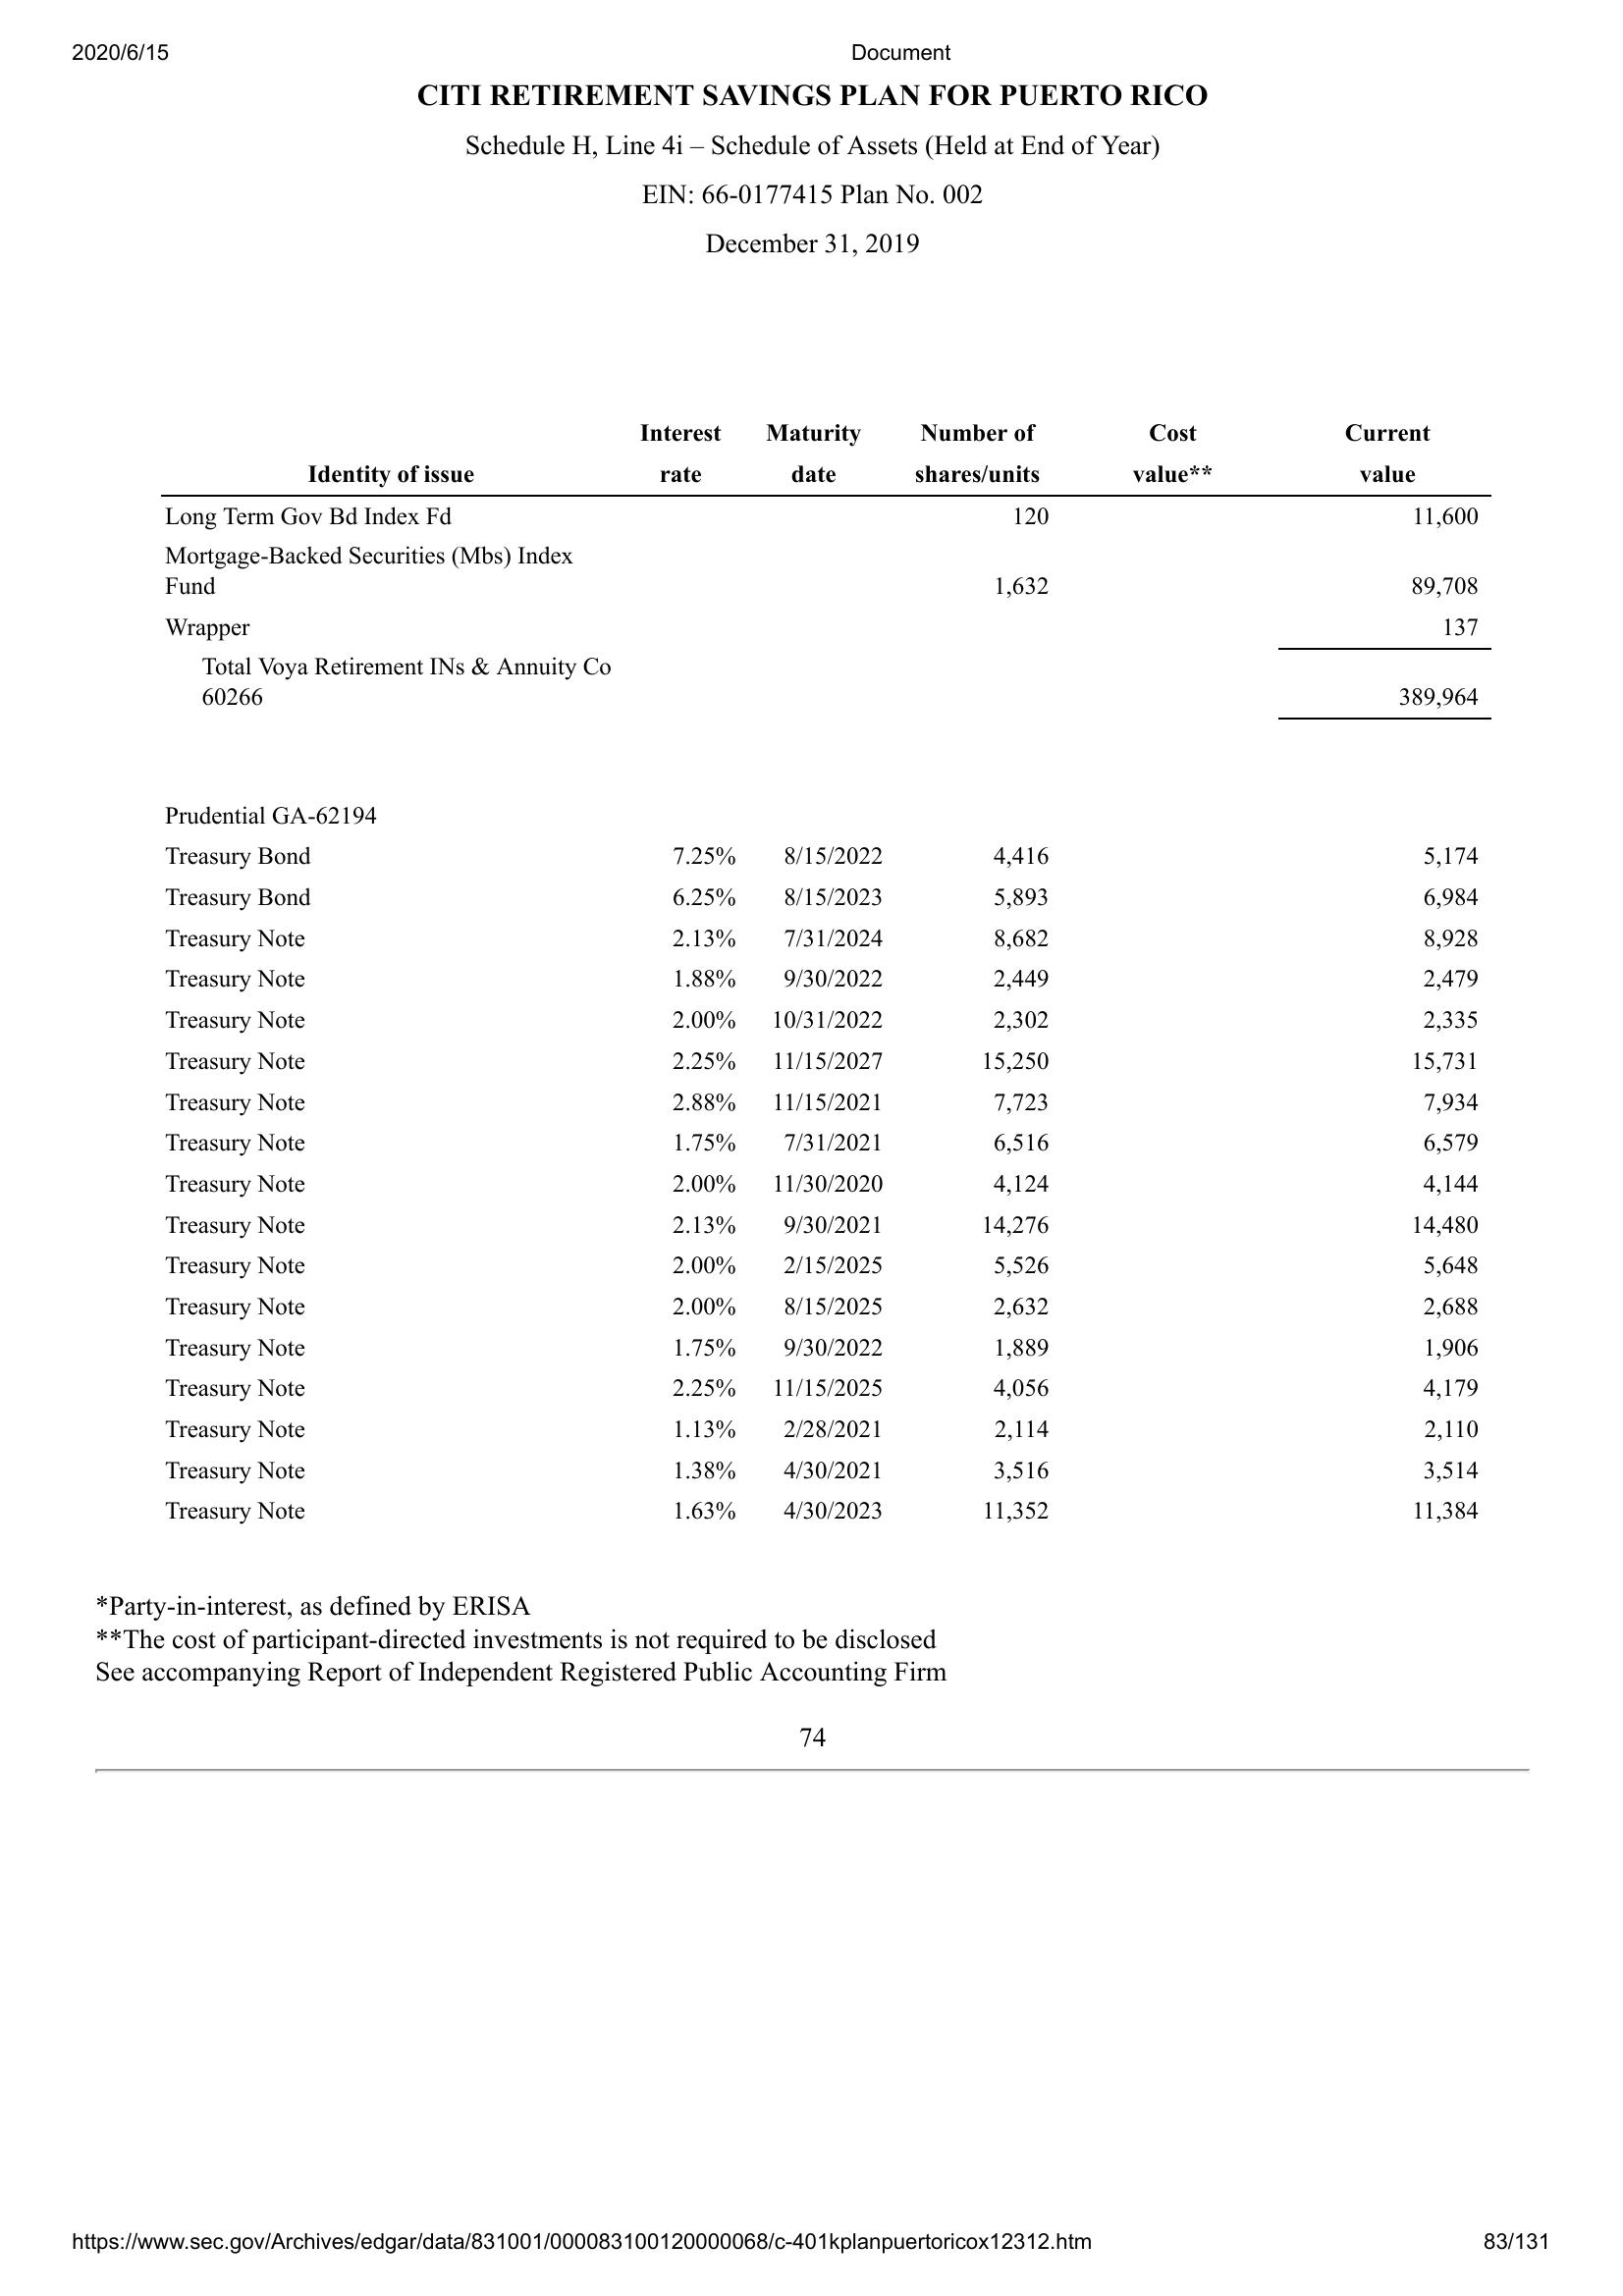 2020/6/15 Document
CITI RETIREMENT SAVINGS PLAN FOR PUERTO RICO
Schedule H, Line 4i – Schedule of Assets (Held at End of Year)
EIN: 66-0177415 Plan No. 002
December 31, 2019
Interest Maturity Number of Cost Current
Identity of issue rate date shares/units value** value
Long Term Gov Bd Index Fd 120 11,600
Mortgage-Backed Securities (Mbs) Index
Fund 1,632 89,708
Wrapper 137
Total Voya Retirement INs & Annuity Co
60266 389,964
Prudential GA-62194
Treasury Bond 7.25% 8/15/2022 4,416 5,174
Treasury Bond 6.25% 8/15/2023 5,893 6,984
Treasury Note 2.13% 7/31/2024 8,682 8,928
Treasury Note 1.88% 9/30/2022 2,449 2,479
Treasury Note 2.00% 10/31/2022 2,302 2,335
Treasury Note 2.25% 11/15/2027 15,250 15,731
Treasury Note 2.88% 11/15/2021 7,723 7,934
Treasury Note 1.75% 7/31/2021 6,516 6,579
Treasury Note 2.00% 11/30/2020 4,124 4,144
Treasury Note 2.13% 9/30/2021 14,276 14,480
Treasury Note 2.00% 2/15/2025 5,526 5,648
Treasury Note 2.00% 8/15/2025 2,632 2,688
Treasury Note 1.75% 9/30/2022 1,889 1,906
Treasury Note 2.25% 11/15/2025 4,056 4,179
Treasury Note 1.13% 2/28/2021 2,114 2,110
Treasury Note 1.38% 4/30/2021 3,516 3,514
Treasury Note 1.63% 4/30/2023 11,352 11,384
*Party-in-interest, as defined by ERISA
**The cost of participant-directed investments is not required to be disclosed
See accompanying Report of Independent Registered Public Accounting Firm
74
https://www.sec.gov/Archives/edgar/data/831001/000083100120000068/c-401kplanpuertoricox12312.htm 83/131